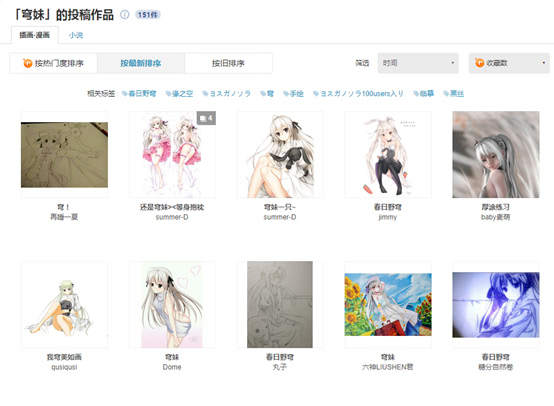 「穹妹」的投稿作品 151件
插画·漫画 小说
按热门度排序 按最新排序 按旧排序 筛选 时间 收藏数
相关标签 春日野穹 缘之空 ヨスガノソラ 穹 手绘 ヨスガノソラ100users入り 临摹 黑丝
4
穹！ 还是穹妹><等身抱枕 穹妹一只~ 春日野穹 厚涂练习
再睡一夏 summer-D summer-D jimmy baby麦萌
我穹美如画 穹妹 春日野穹 穹妹 春日野穹
qusiqusi Dome 丸子 六神LIUSHEN君 糖分自然卷